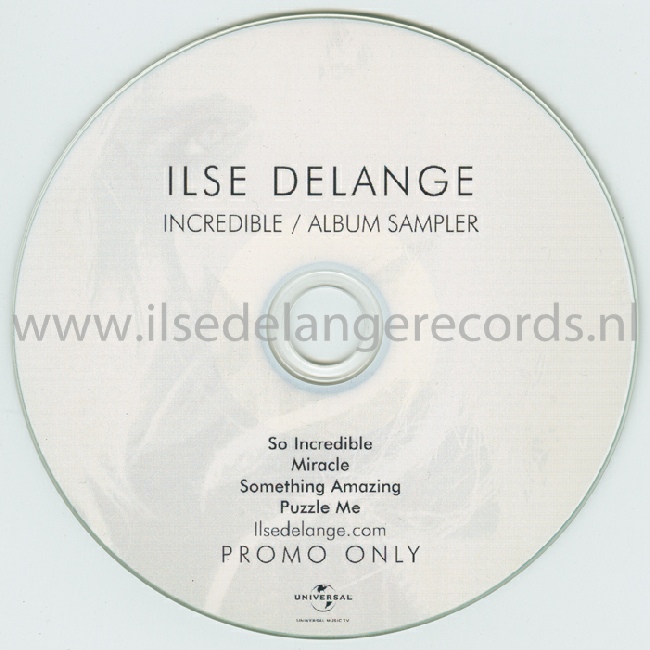 ILSE DELANGE
INCREDIBLE / ALBUM SAMPLER
www.ilsedelangerecords.nl
So Incredible
Miracle
Something Amazing
Puzzle Me
Ilsedelange.com
PROMO ONLY
UNIVERSAL